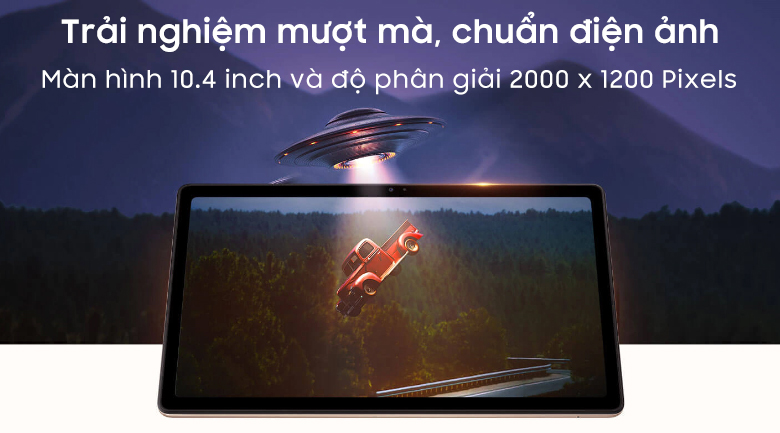 Trải nghiệm mượt mà, chuẩn điện ảnh
Màn hình 10.4 inch và độ phân giải 2000 x 1200 Pixels